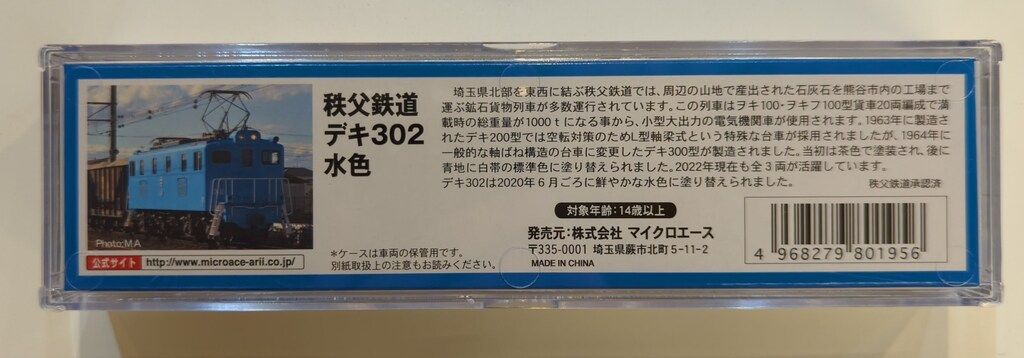 秩父鉄道
デキ302
水色
埼玉県北部を東西に結ぶ秩父鉄道では、周辺の山地で産出された石灰石を熊谷市内の工場まで
運ぶ鉱石貨物列車が多数運行されています。この列車はヲキ100・ヲキフ100型貨車20両編成で満
載時の総重量が1000tになる事から、小型大出力の電気機関車が使用されます。1963年に製造さ
れたデキ200型では空転対策のためL型軸梁式という特殊な台車が採用されましたが、1964年に
一般的な軸ばね構造の台車に変更したデキ300型が製造されました。当初は茶色で塗装され、後に
青地に白帯の標準色に塗り替えられました。2022年現在も全3両が活躍しています。
デキ302は2020年6月ごろに鮮やかな水色に塗り替えられました。
秩父鉄道承認済
Photo:M.A
公式サイト http://www.microace-arii.co.jp/
*ケースは車両の保管用です。
別紙取扱上の注意もお読みください。
対象年齢:14歳以上
発売元:株式会社 マイクロエース
〒335-0001 埼玉県蕨市北町5-11-2
MADE IN CHINA
4 968279 801956